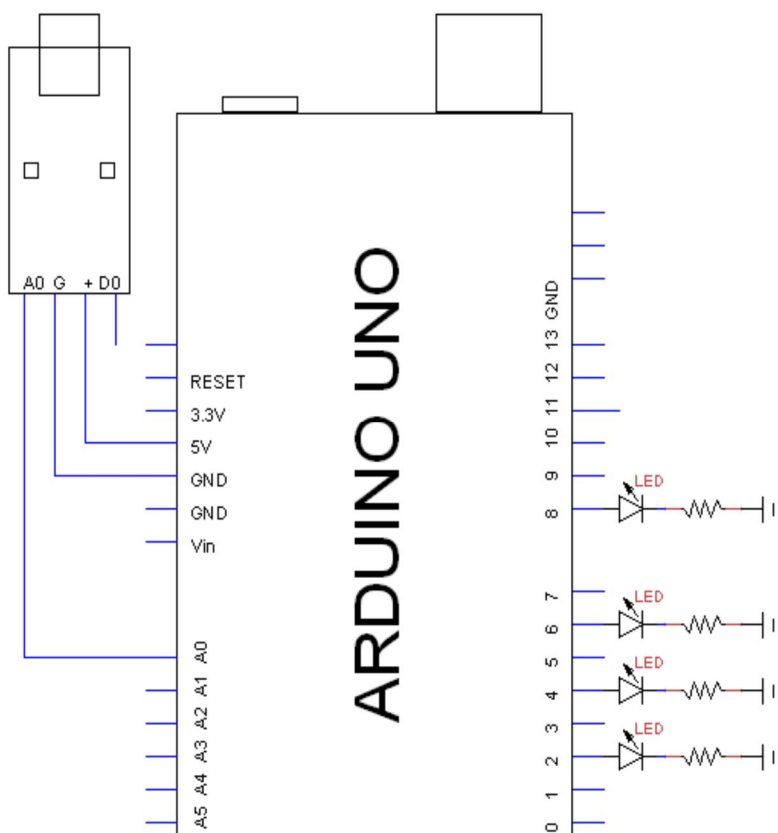 A0 G + D0
RESET
3.3V
5V
GND
GND
Vin
A0
A1
A2
A3
A4
A5
ARDUINO UNO
GND
13
12
11
10
9
8
7
6
5
4
3
2
1
0
LED
LED
LED
LED